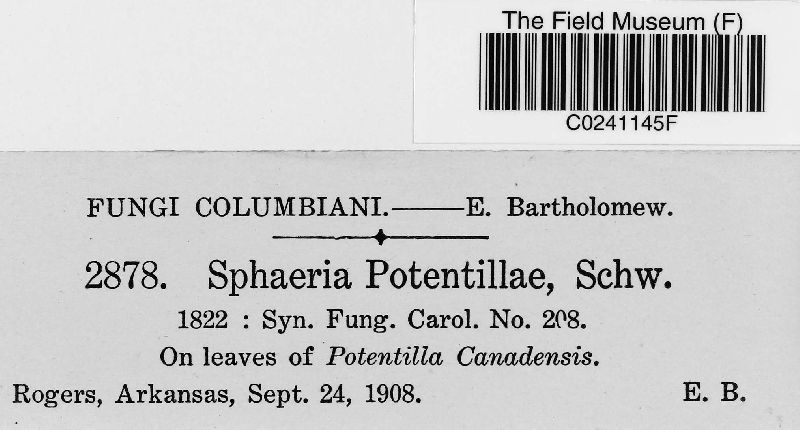 The Field Museum (F)
C0241145F
FUNGI COLUMBIANI.——E. Bartholomew.
2878. Sphaeria Potentillae, Schw.
1822 : Syn. Fung. Carol. No. 208.
On leaves of Potentilla Canadensis.
Rogers, Arkansas, Sept. 24, 1908. E. B.